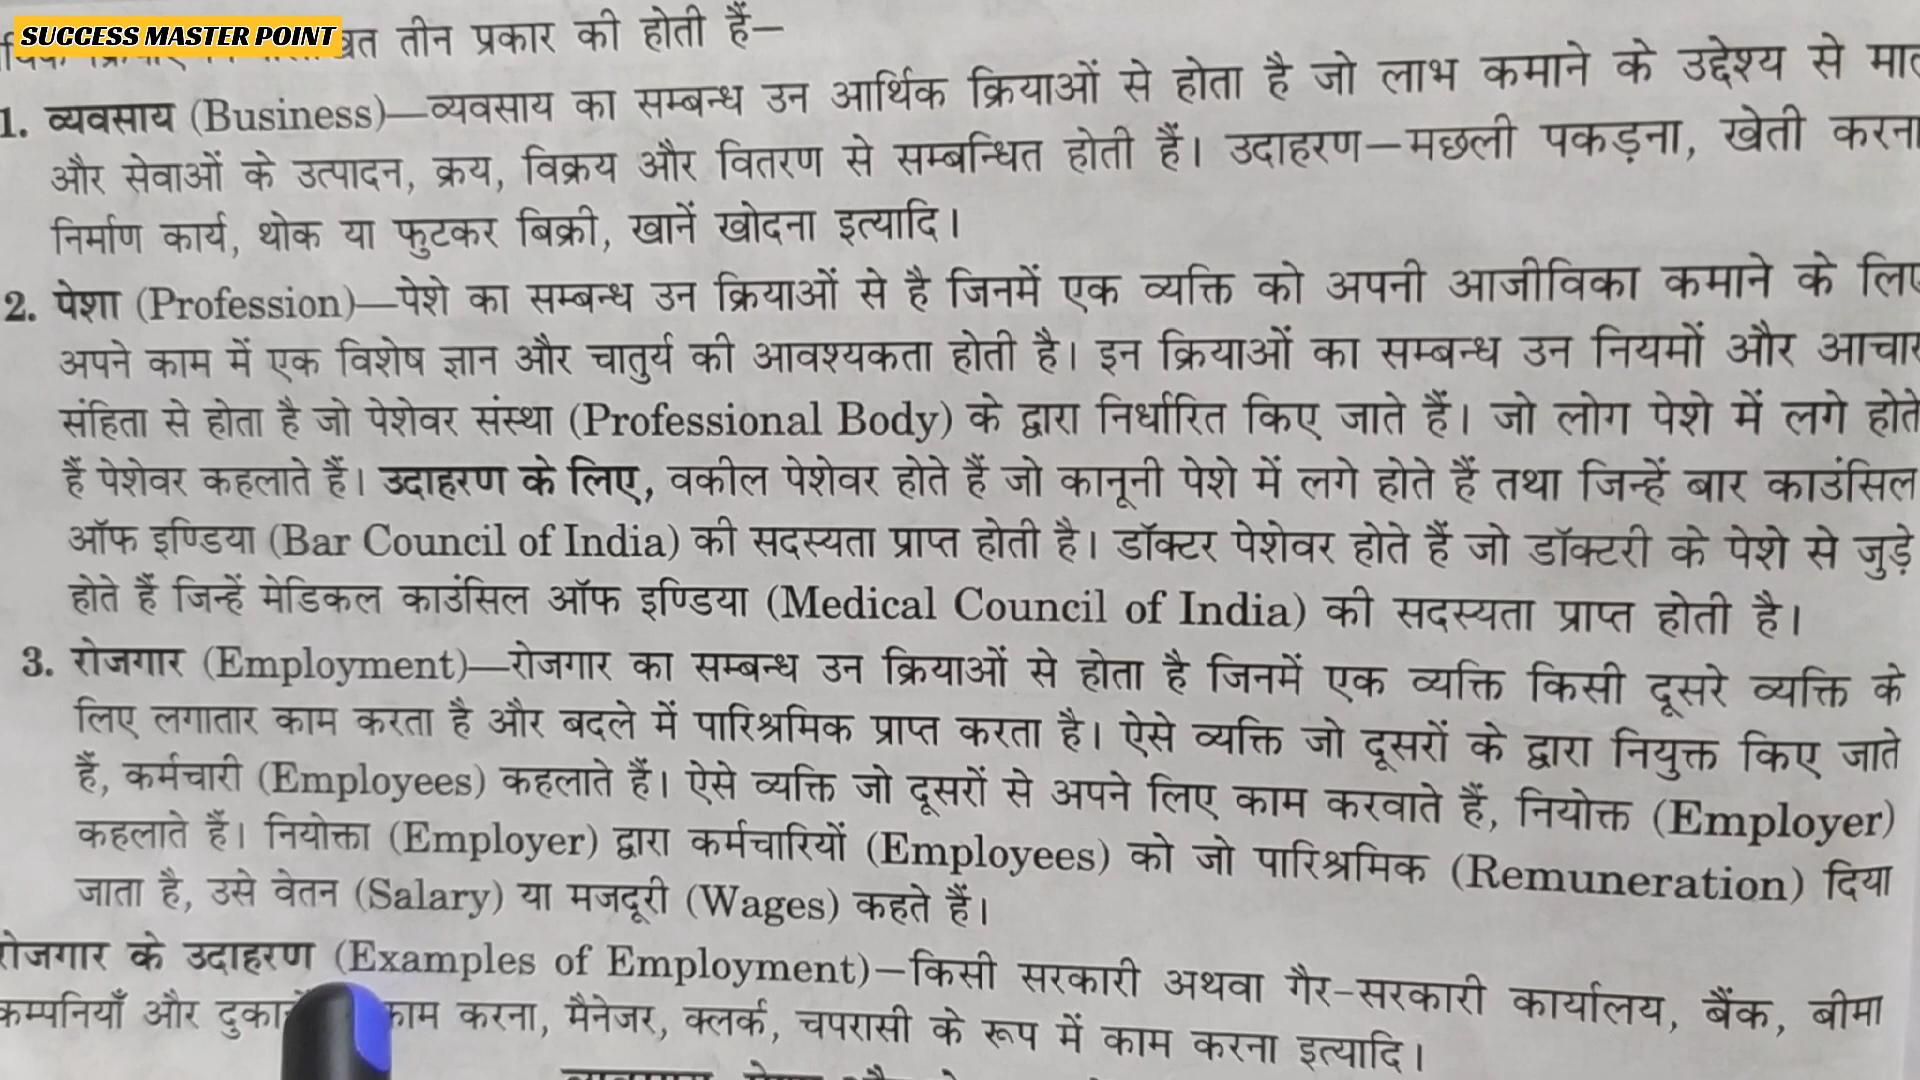 SUCCESS MASTER POINT
तीन प्रकार की होती हैं—
1. व्यवसाय (Business)—व्यवसाय का सम्बन्ध उन आर्थिक क्रियाओं से होता है जो लाभ कमाने के उद्देश्य से
और सेवाओं के उत्पादन, क्रय, विक्रय और वितरण से सम्बन्धित होती हैं। उदाहरण—मछली पकड़ना, खेती करना
निर्माण कार्य, थोक या फुटकर बिक्री, खानें खोदना इत्यादि।
2. पेशा (Profession)—पेशे का सम्बन्ध उन क्रियाओं से है जिनमें एक व्यक्ति को अपनी आजीविका कमाने के लिए
अपने काम में एक विशेष ज्ञान और चातुर्य की आवश्यकता होती है। इन क्रियाओं का सम्बन्ध उन नियमों और आचार
संहिता से होता है जो पेशेवर संस्था (Professional Body) के द्वारा निर्धारित किए जाते हैं। जो लोग पेशे में लगे होते
हैं पेशेवर कहलाते हैं। उदाहरण के लिए, वकील पेशेवर होते हैं जो कानूनी पेशे में लगे होते हैं तथा जिन्हें बार काउंसिल
ऑफ इण्डिया (Bar Council of India) की सदस्यता प्राप्त होती है। डॉक्टर पेशेवर होते हैं जो डॉक्टरी के पेशे से जुड़े
होते हैं जिन्हें मेडिकल काउंसिल ऑफ इण्डिया (Medical Council of India) की सदस्यता प्राप्त होती है।
3. रोजगार (Employment)—रोजगार का सम्बन्ध उन क्रियाओं से होता है जिनमें एक व्यक्ति किसी दूसरे व्यक्ति के
लिए लगातार काम करता है और बदले में पारिश्रमिक प्राप्त करता है। ऐसे व्यक्ति जो दूसरों के द्वारा नियुक्त किए जाते
हैं, कर्मचारी (Employees) कहलाते हैं। ऐसे व्यक्ति जो दूसरों से अपने लिए काम करवाते हैं, नियोक्त (Employer)
कहलाते हैं। नियोक्ता (Employer) द्वारा कर्मचारियों (Employees) को जो पारिश्रमिक (Remuneration) दिया
जाता है, उसे वेतन (Salary) या मजदूरी (Wages) कहते हैं।
रोजगार के उदाहरण (Examples of Employment)—किसी सरकारी अथवा गैर-सरकारी कार्यालय, बैंक, बीमा
कम्पनियाँ और काम करना, मैनेजर, क्लर्क, चपरासी के रूप में काम करना इत्यादि।